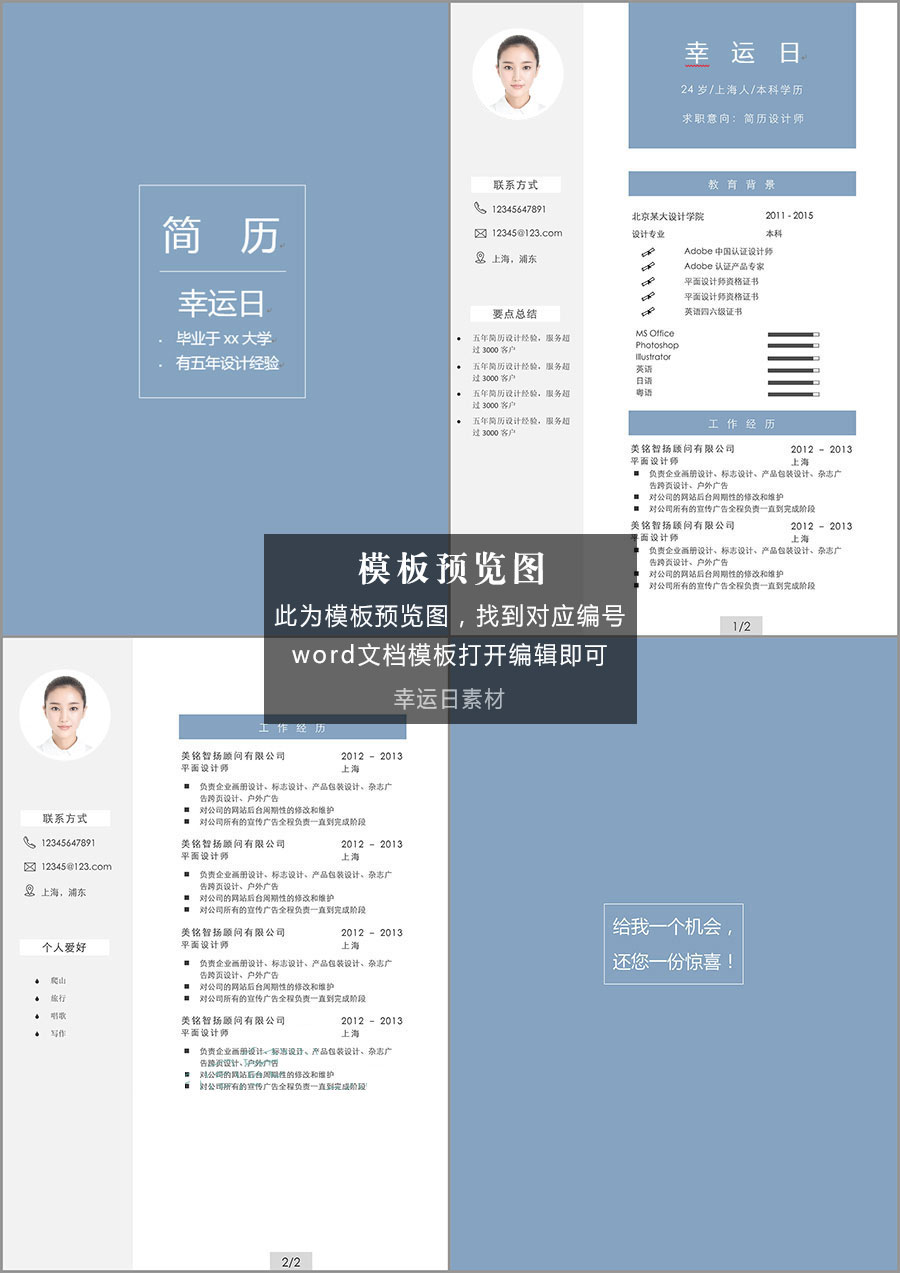 简 历
幸运日
毕业于 xx 大学
有五年设计经验
联系方式
12345647891
12345@123.com
上海，浦东
要点总结
五年简历设计经验，服务超
过 3000 客户
五年简历设计经验，服务超
过 3000 客户
五年简历设计经验，服务超
过 3000 客户
五年简历设计经验，服务超
过 3000 客户
幸 运 日
24 岁/上海人/本科学历
求职意向：简历设计师
教 育 背 景
北京某大设计学院 2011 - 2015
设计专业 本科
Adobe 中国认证设计师
Adobe 认证产品专家
平面设计师资格证书
平面设计师资格证书
英语四六级证书
MS Office
Photoshop
Illustrator
英语
日语
粤语
工 作 经 历
美铭智扬顾问有限公司 2012 – 2013
平面设计师 上海
负责企业画册设计、标志设计、产品包装设计、杂志广
告跨页设计、户外广告
对公司的网站后台周期性的修改和维护
对公司所有的宣传广告全程负责一直到完成阶段
美铭智扬顾问有限公司 2012 – 2013
平面设计师 上海
负责企业画册设计、标志设计、产品包装设计、杂志广
告跨页设计、户外广告
对公司的网站后台周期性的修改和维护
对公司所有的宣传广告全程负责一直到完成阶段
1/2
模板预览图
此为模板预览图，找到对应编号
word文档模板打开编辑即可
幸运日素材
联系方式
12345647891
12345@123.com
上海，浦东
个人爱好
爬山
旅行
唱歌
写作
工 作 经 历
美铭智扬顾问有限公司 2012 – 2013
平面设计师 上海
负责企业画册设计、标志设计、产品包装设计、杂志广
告跨页设计、户外广告
对公司的网站后台周期性的修改和维护
对公司所有的宣传广告全程负责一直到完成阶段
美铭智扬顾问有限公司 2012 – 2013
平面设计师 上海
负责企业画册设计、标志设计、产品包装设计、杂志广
告跨页设计、户外广告
对公司的网站后台周期性的修改和维护
对公司所有的宣传广告全程负责一直到完成阶段
美铭智扬顾问有限公司 2012 – 2013
平面设计师 上海
负责企业画册设计、标志设计、产品包装设计、杂志广
告跨页设计、户外广告
对公司的网站后台周期性的修改和维护
对公司所有的宣传广告全程负责一直到完成阶段
美铭智扬顾问有限公司 2012 – 2013
平面设计师 上海
负责企业画册设计、标志设计、产品包装设计、杂志广
告跨页设计、户外广告
对公司的网站后台周期性的修改和维护
对公司所有的宣传广告全程负责一直到完成阶段
2/2
给我一个机会，
还您一份惊喜！